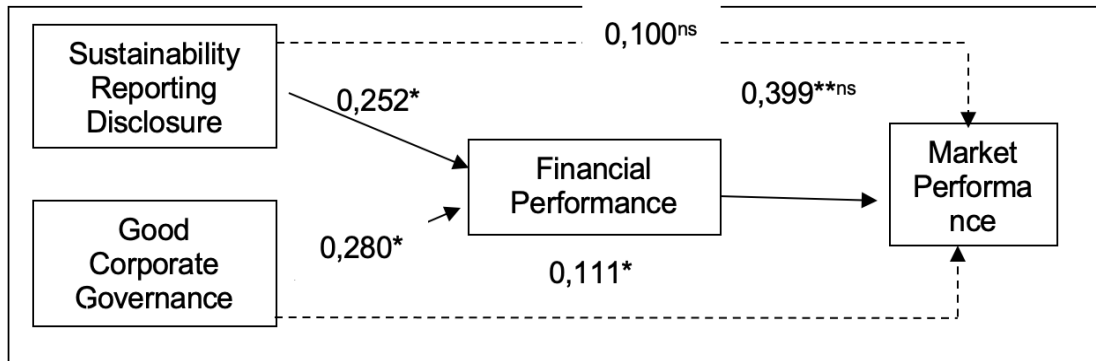 Sustainability
Reporting
Disclosure
0,100ns
0,252*
0,399**ns
Financial
Performance
Market
Performa
nce
Good
Corporate
Governance
0,280*
0,111*